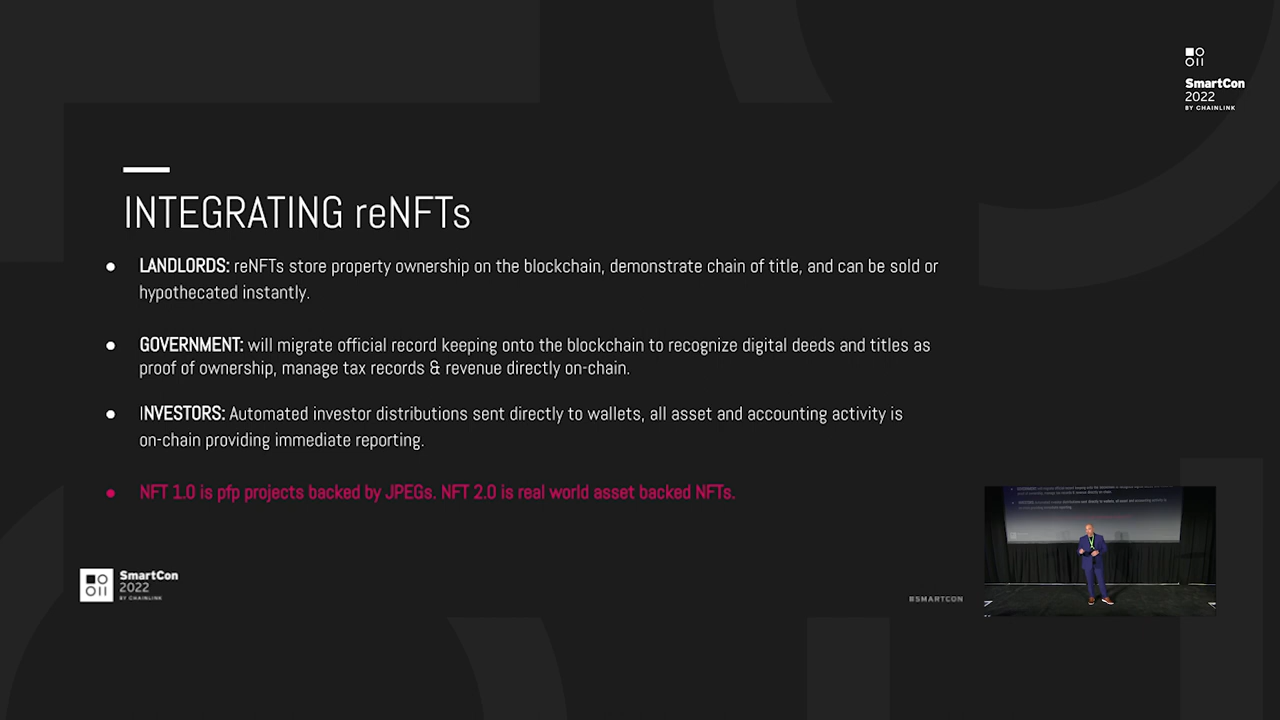 SmartCon
2022
BY CHAINLINK
INTEGRATING reNFTs
● LANDLORDS: reNFTs store property ownership on the blockchain, demonstrate chain of title, and can be sold or
hypothecated instantly.
● GOVERNMENT: will migrate official record keeping onto the blockchain to recognize digital deeds and titles as
proof of ownership, manage tax records & revenue directly on-chain.
● INVESTORS: Automated investor distributions sent directly to wallets, all asset and accounting activity is
on-chain providing immediate reporting.
● NFT 1.0 is pfp projects backed by JPEGs. NFT 2.0 is real world asset backed NFTs.
SmartCon
2022
BY CHAINLINK
#SMARTCON